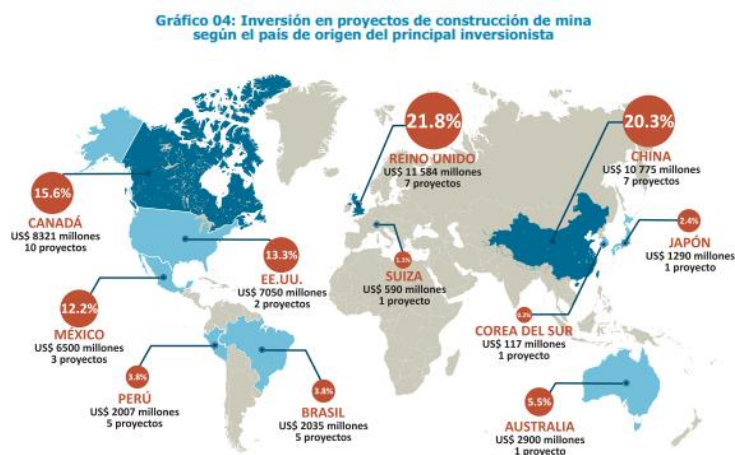 Gráfico 04: Inversión en proyectos de construcción de mina
según el país de origen del principal inversionista
21.8%
REINO UNIDO
US$ 11 584 millones
7 proyectos
20.3%
CHINA
US$ 10 775 millones
7 proyectos
15.6%
CANADÁ
US$ 8321 millones
10 proyectos
13.3%
EE.UU.
US$ 7050 millones
2 proyectos
1.1%
SUIZA
US$ 590 millones
1 proyecto
2.4%
JAPÓN
US$ 1290 millones
1 proyecto
12.2%
MÉXICO
US$ 6500 millones
3 proyectos
0.2%
COREA DEL SUR
US$ 117 millones
1 proyecto
3.8%
PERÚ
US$ 2007 millones
5 proyectos
3.8%
BRASIL
US$ 2035 millones
5 proyectos
5.5%
AUSTRALIA
US$ 2900 millones
1 proyecto